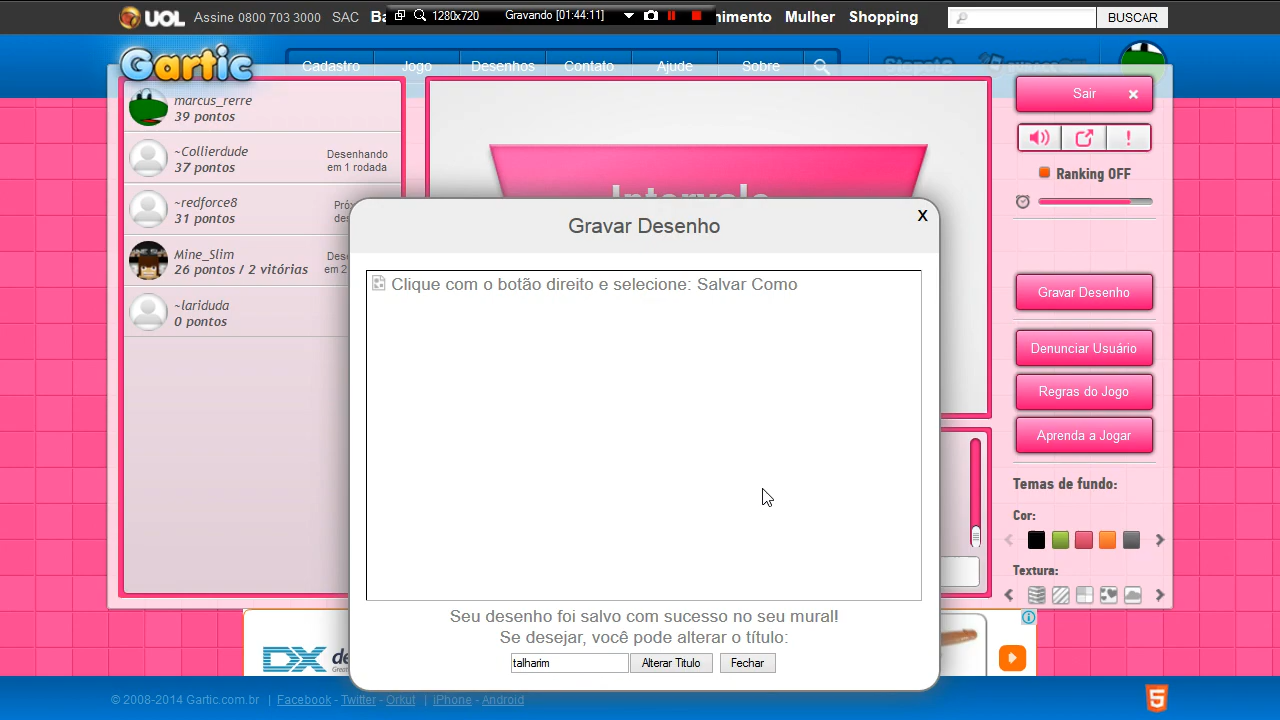 UOL Assine 0800 703 3000 SAC Ba
1280x720 Gravando [01:44:11]
Mulher Shopping BUSCAR
Gartic
Cadastro Jogo Desenhos Contato Ajude Sobre
marcus_rerre
39 pontos
~Collierdude
37 pontos
Desenhando
em 1 rodada
~redforce8
31 pontos
Mine_Slim
26 pontos / 2 vitórias
~lariduda
0 pontos
Intervalo
Gravar Desenho
X
Clique com o botão direito e selecione: Salvar Como
Seu desenho foi salvo com sucesso no seu mural!
Se desejar, você pode alterar o título:
talharim Alterar Titulo Fechar
Sair
Ranking OFF
Gravar Desenho
Denunciar Usuário
Regras do Jogo
Aprenda a Jogar
Temas de fundo:
Cor:
Textura:
DX
© 2008-2014 Gartic.com.br | Facebook - Twitter - Orkut | iPhone - Android
5